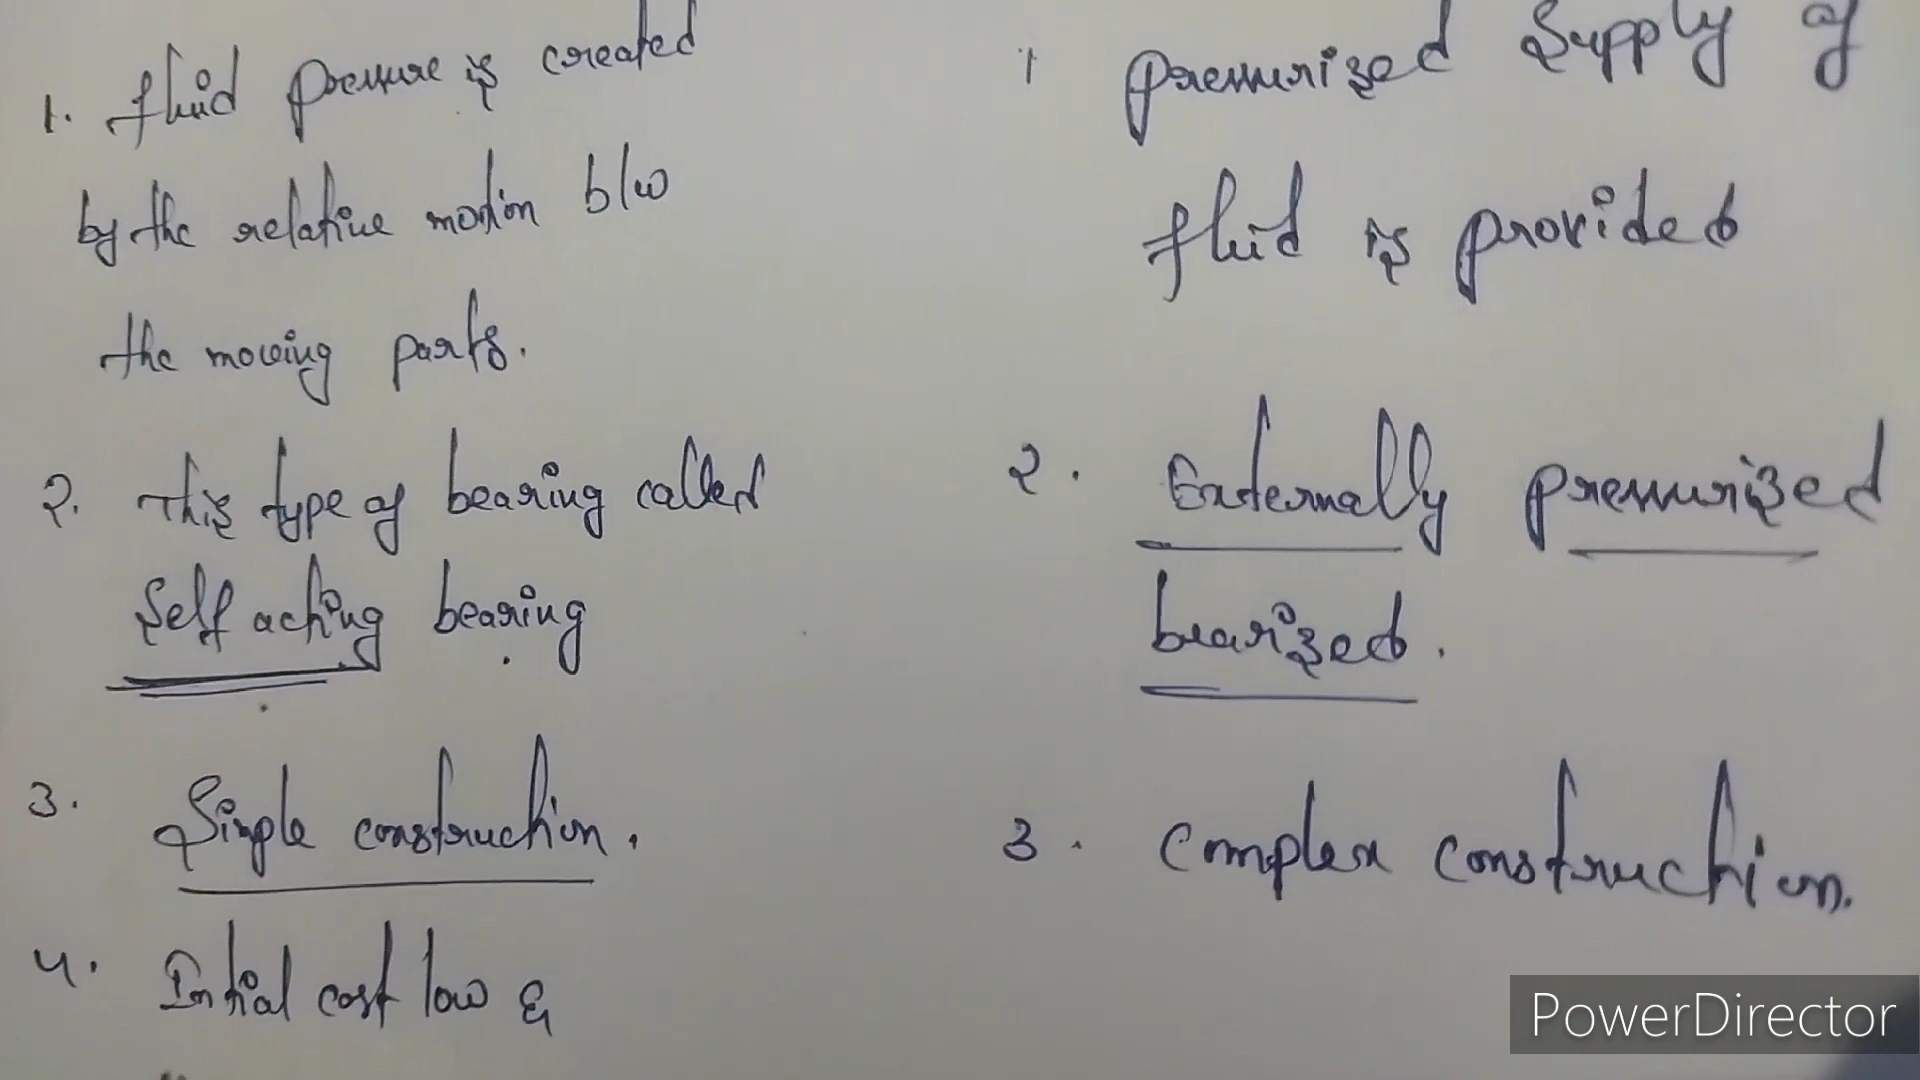 1. fluid pressure is created
by the relative motion b/w
the moving parts.
2. This type of bearing called
Self acting bearing
3. Simple construction.
4. Initial cost low &
1 pressurized Supply of
fluid is provided
2. Externally pressurized
bearized.
3. Complex construction.
PowerDirector